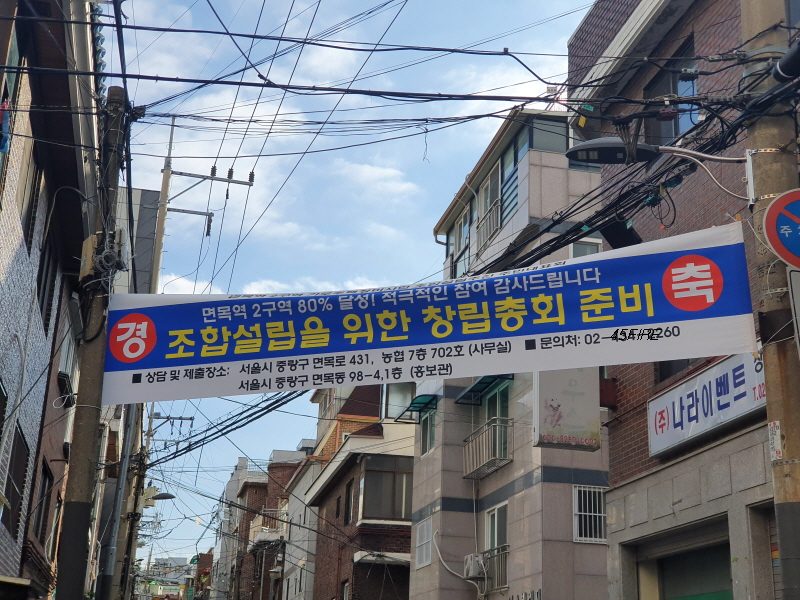 면목역 2구역 80% 달성! 적극적인 참여 감사드립니다
경 조합설립을 위한 창립총회 준비 축
■ 상담 및 제출장소: 서울시 중랑구 면목로 431, 농협 7층 702호 (사무실) ■ 문의처: 02-
서울시 중랑구 면목동 98-4,1층 (홍보관)
(주)나라이벤트